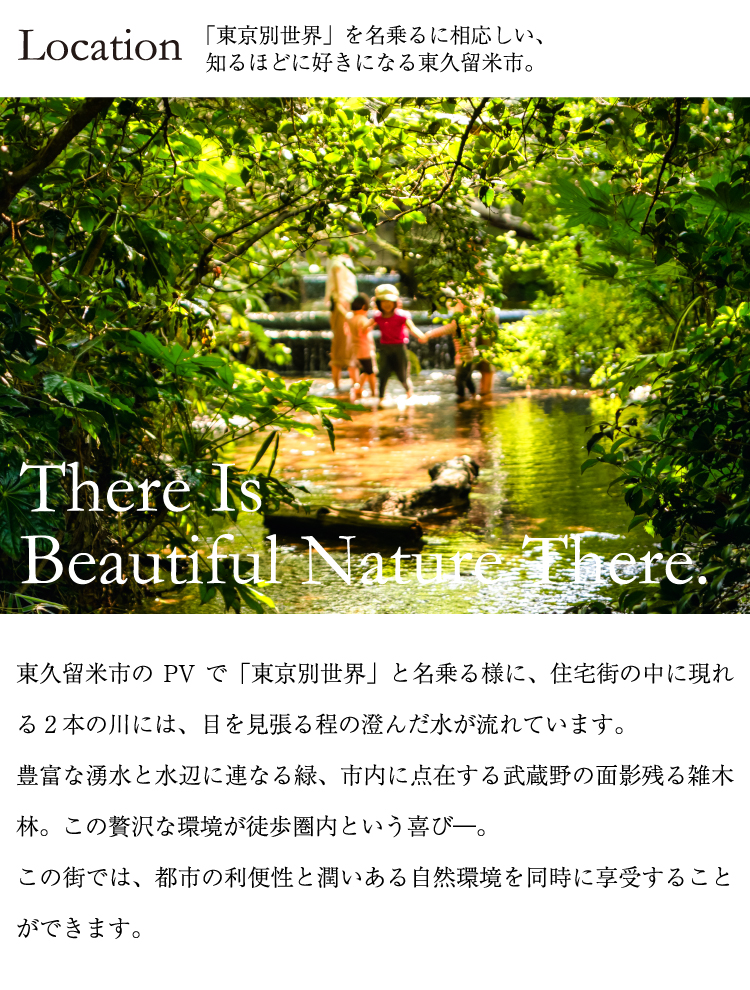 Location
「東京別世界」を名乗るに相応しい、
知るほどに好きになる東久留米市。
There Is
Beautiful Nature There.
東久留米市の PV で「東京別世界」と名乗る様に、住宅街の中に現れ
る２本の川には、目を見張る程の澄んだ水が流れています。
豊富な湧水と水辺に連なる緑、市内に点在する武蔵野の面影残る雑木
林。この贅沢な環境が徒歩圏内という喜び―。
この街では、都市の利便性と潤いある自然環境を同時に享受すること
ができます。